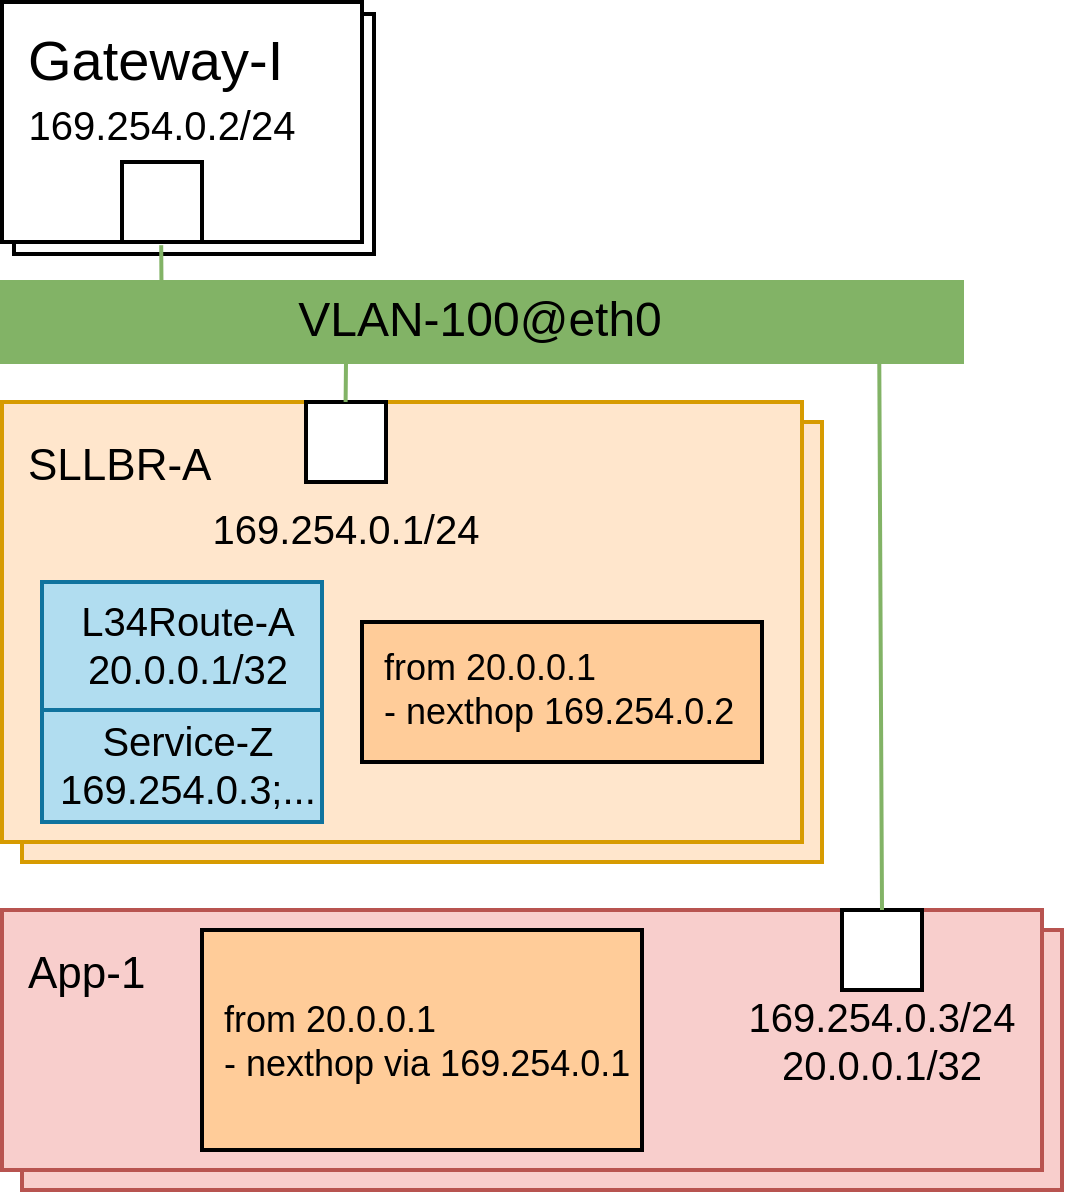 Gateway-I
169.254.0.2/24
VLAN-100@eth0
SLLBR-A
169.254.0.1/24
L34Route-A
20.0.0.1/32
Service-Z
169.254.0.3;...
from 20.0.0.1
- nexthop 169.254.0.2
App-1
from 20.0.0.1
- nexthop via 169.254.0.1
169.254.0.3/24
20.0.0.1/32